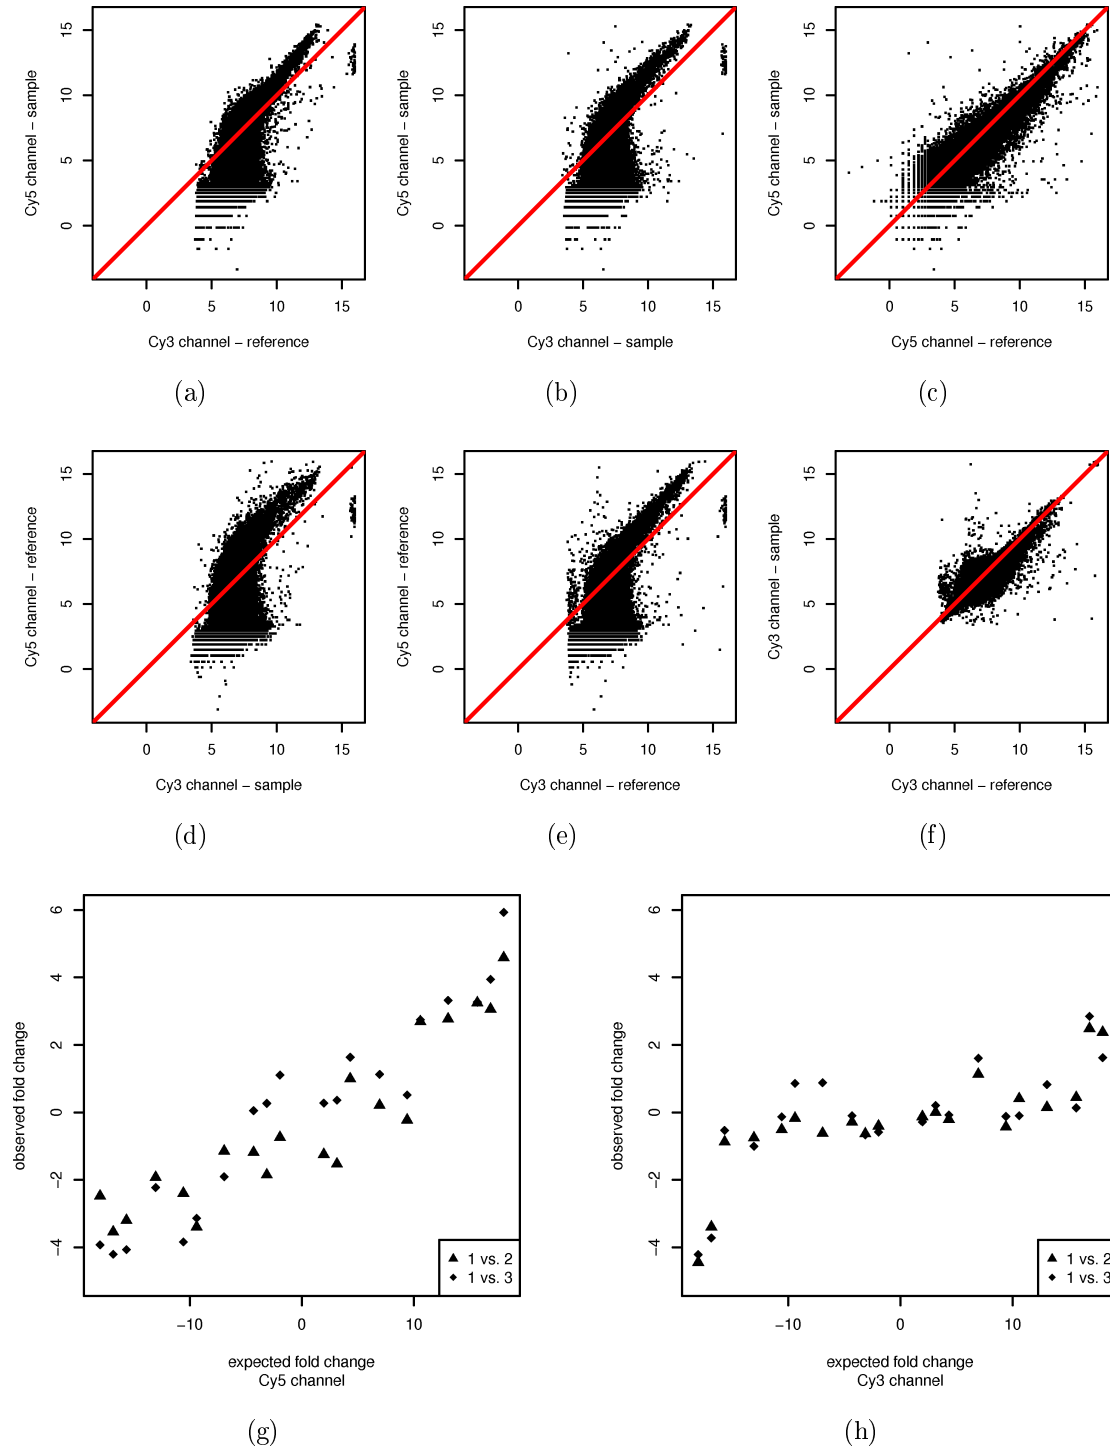 15
10
5
0
Cy5 channel – sample
0 5 10 15
Cy3 channel – reference
(a)
15
10
5
0
Cy5 channel – sample
0 5 10 15
Cy3 channel – sample
(b)
15
10
5
0
Cy5 channel – sample
0 5 10 15
Cy5 channel – reference
(c)
15
10
5
0
Cy5 channel – reference
0 5 10 15
Cy3 channel – sample
(d)
15
10
5
0
Cy5 channel – reference
0 5 10 15
Cy3 channel – reference
(e)
15
10
5
0
Cy3 channel – sample
0 5 10 15
Cy3 channel – reference
(f)
6
4
2
0
−2
−4
observed fold change
1 vs. 2
1 vs. 3
−10 0 10
expected fold change
Cy5 channel
(g)
6
4
2
0
−2
−4
observed fold change
1 vs. 2
1 vs. 3
−10 0 10
expected fold change
Cy3 channel
(h)